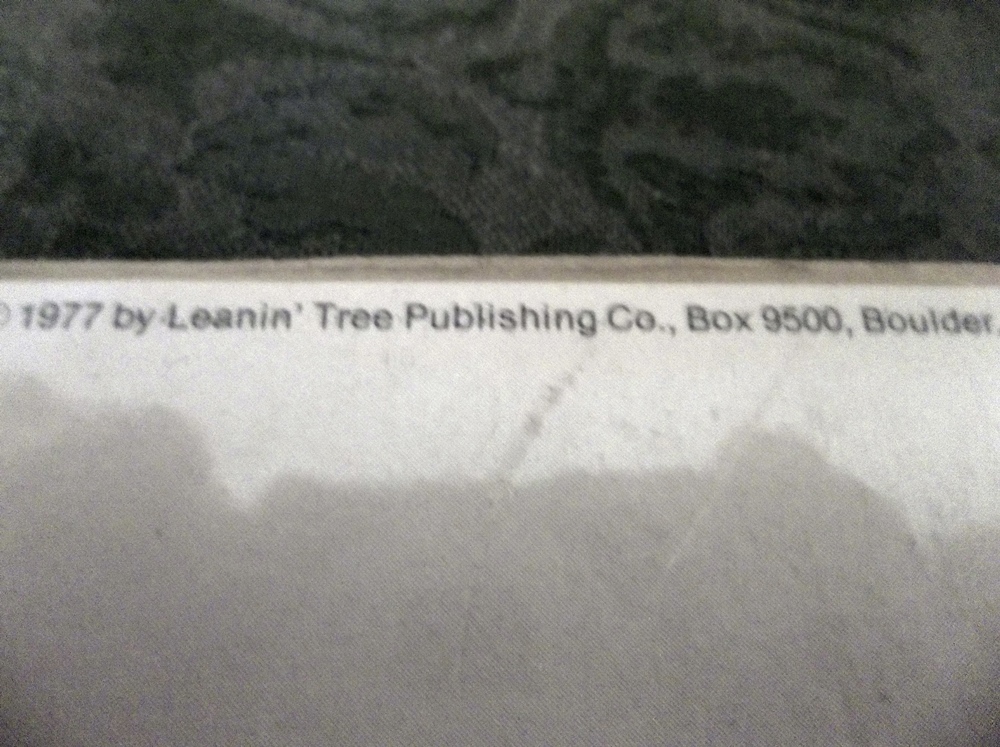 © 1977 by Leanin' Tree Publishing Co., Box 9500, Boulder,